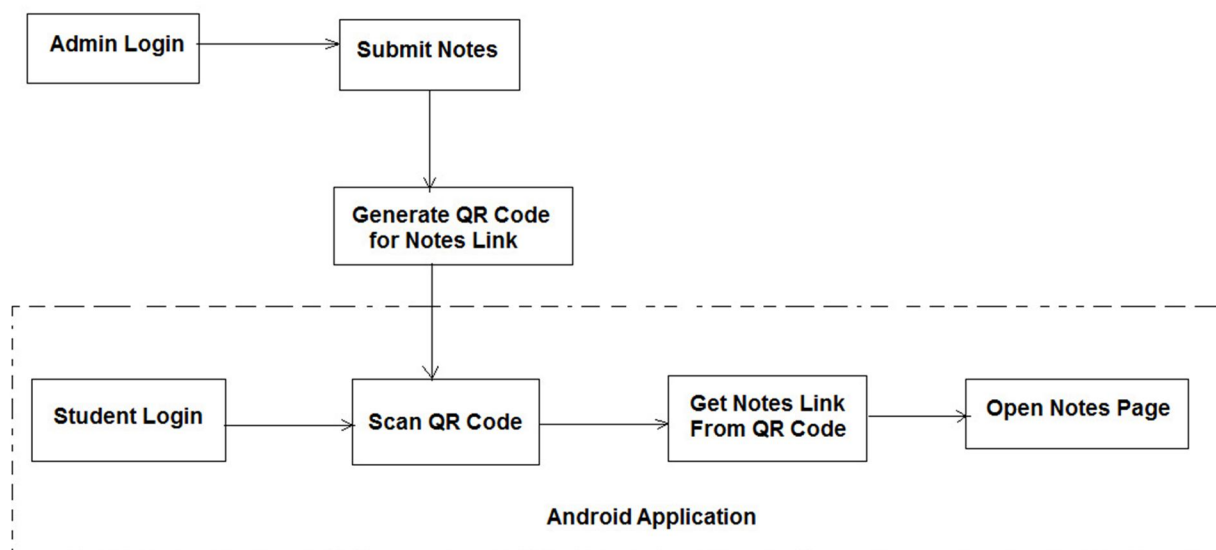 Admin Login
Submit Notes
Generate QR Code
for Notes Link
Student Login
Scan QR Code
Get Notes Link
From QR Code
Open Notes Page
Android Application